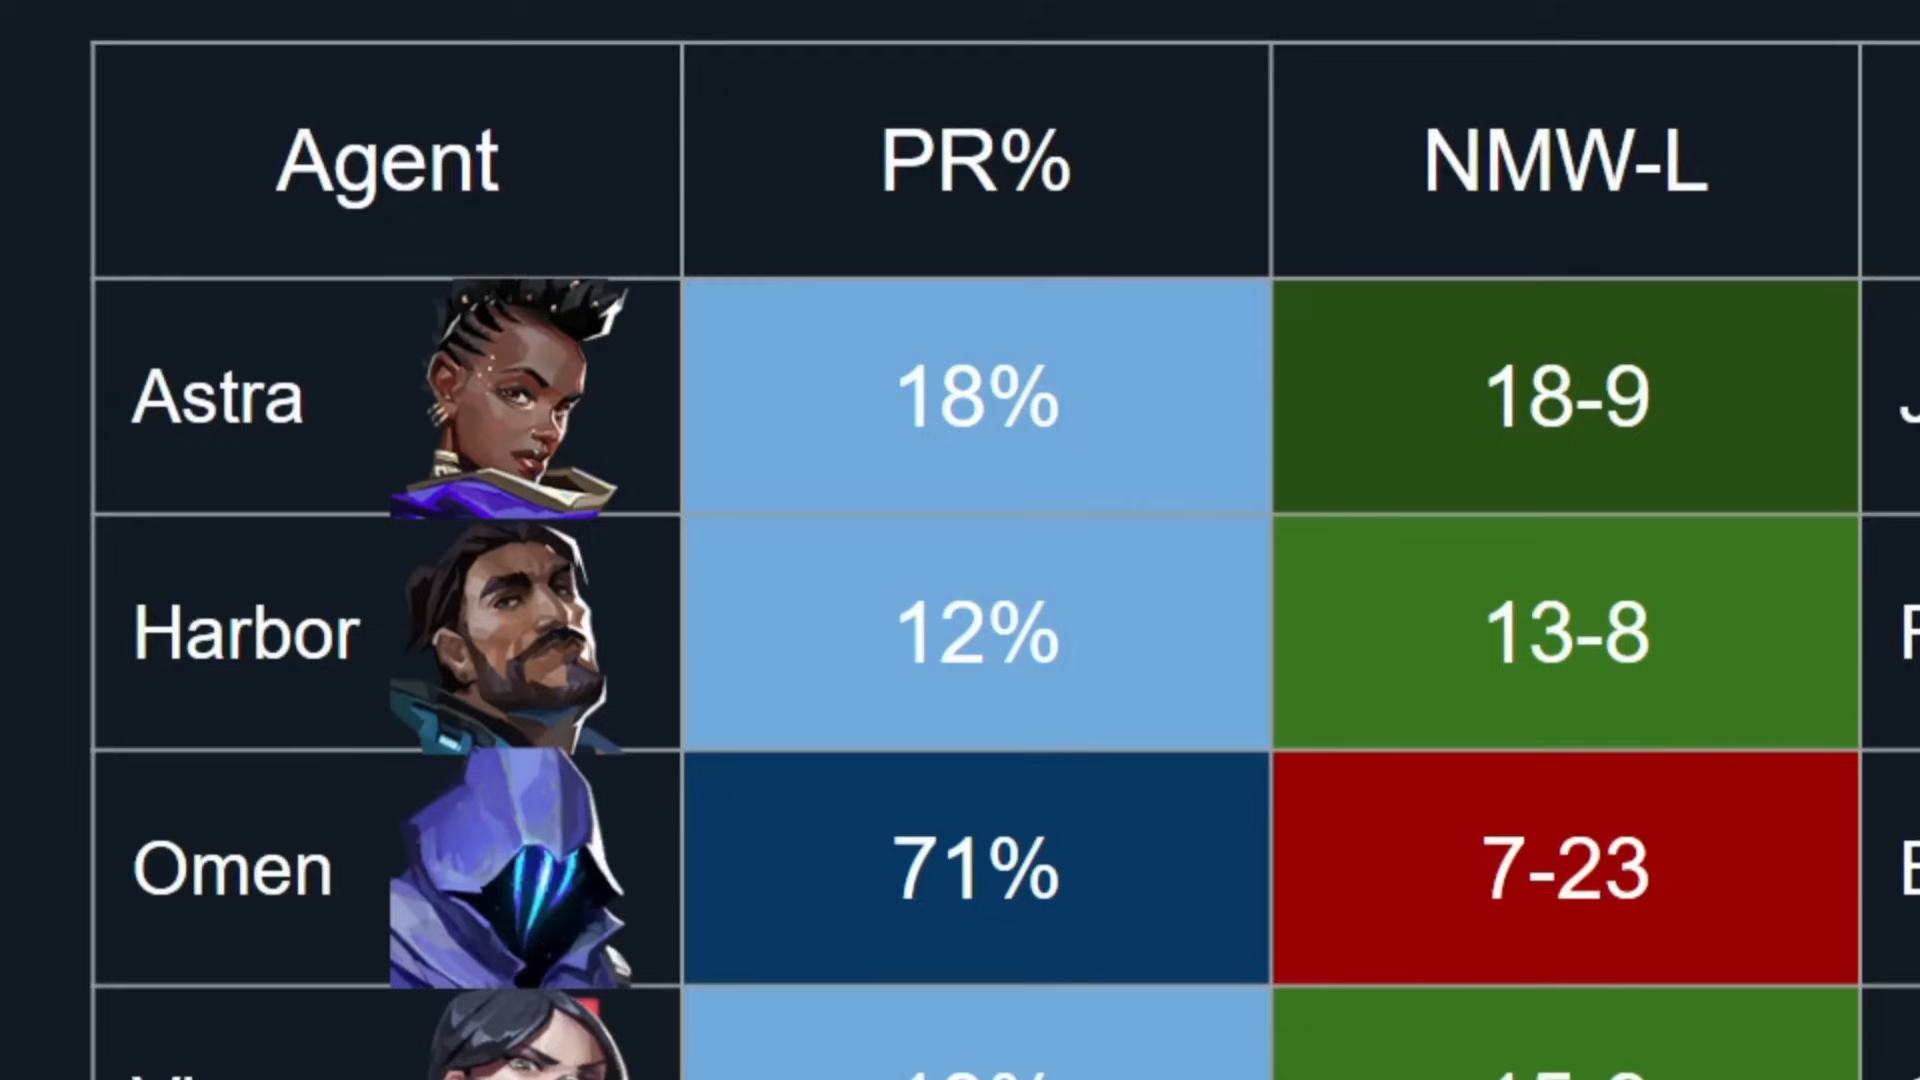 Agent PR% NMW-L
Astra 18% 18-9
Harbor 12% 13-8
Omen 71% 7-23